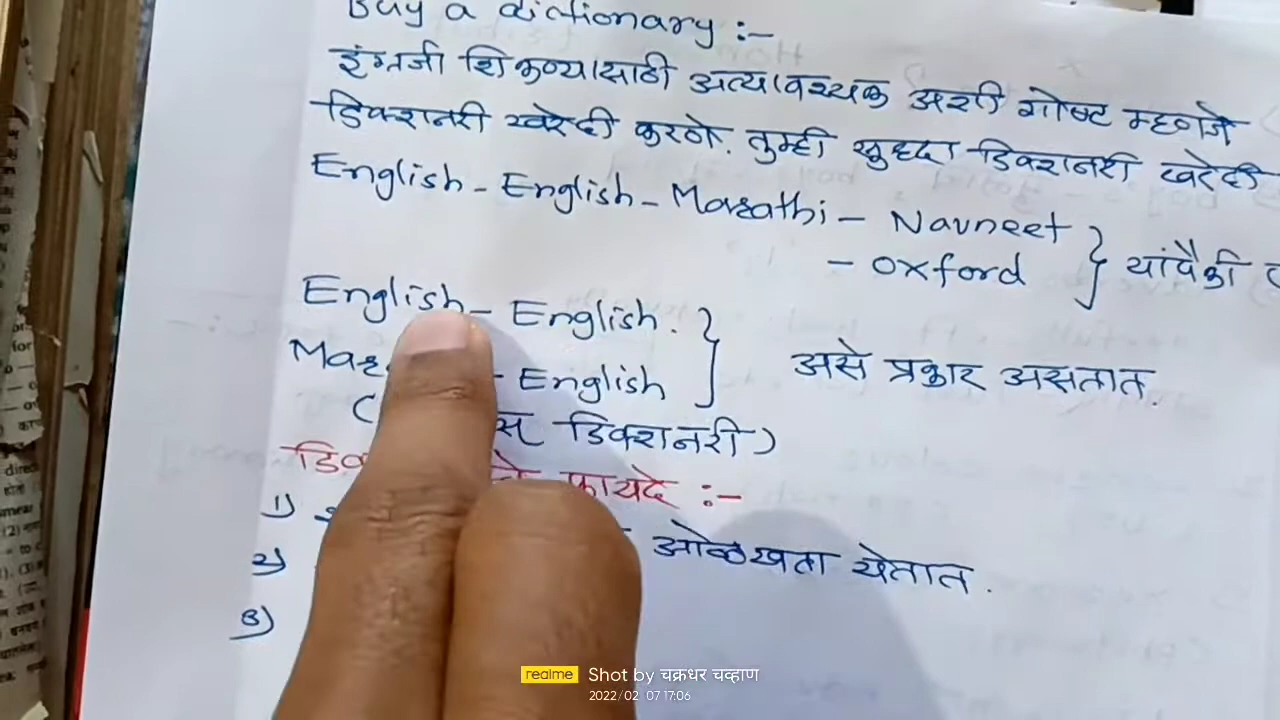 Buy a dictionary :-
इंग्रजी शिकण्यासाठी अत्यावश्यक अशी गोष्ट म्हणजे
डिक्शनरी खरेदी करणे. तुम्ही सुध्दा डिक्शनरी खरेदी
English - English - Marathi - Navneet
- Oxford } यांपैकी
English - English.
- English } असे प्रकार असतात.
डिक्शनरी)
फायदे :-
1)
2) ओळखता येतात.
3)
realme Shot by चक्रधर चव्हाण
2022/02 07 17:06